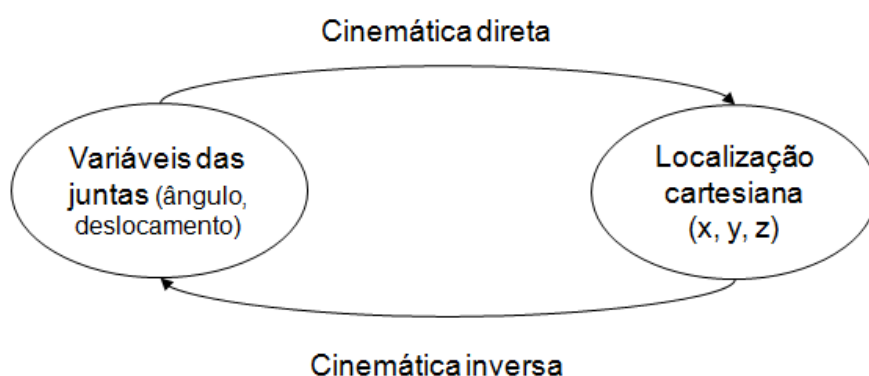 Cinemática direta
Variáveis das
juntas (ângulo,
deslocamento)
Localização
cartesiana
(x, y, z)
Cinemática inversa